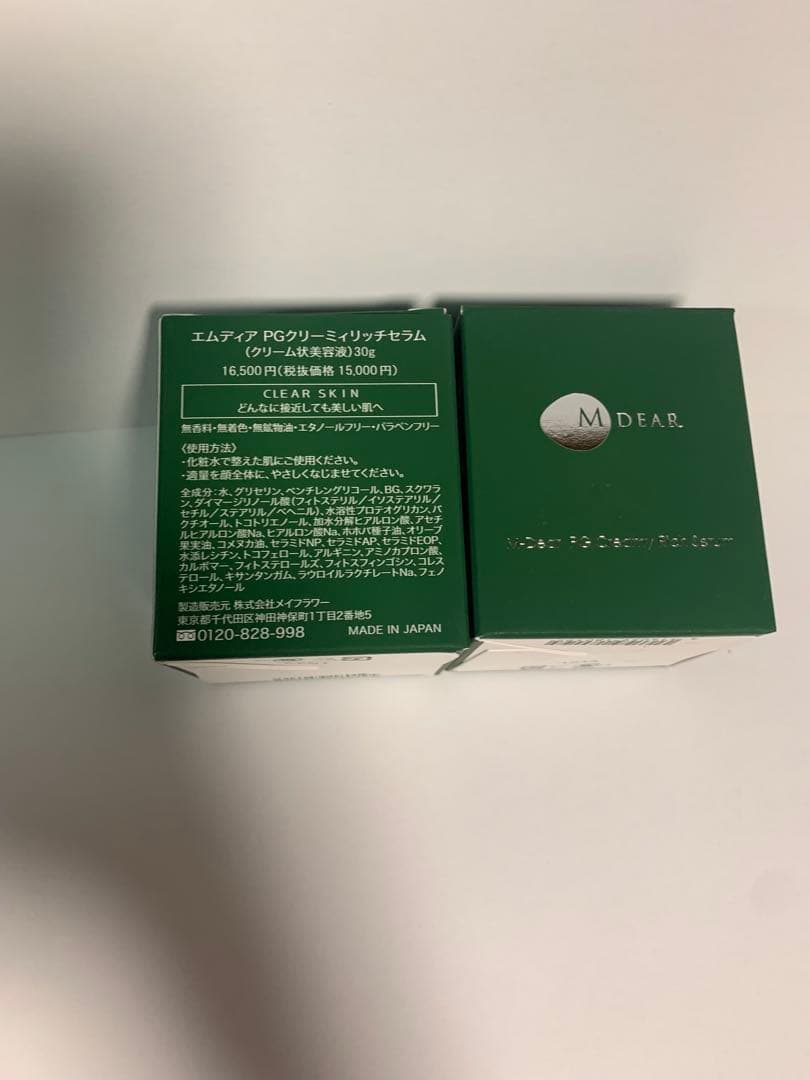 エムディア PGクリーミィリッチセラム
(クリーム状美容液)30g
16,500円(税抜価格 15,000円)
CLEAR SKIN
どんなに接近しても美しい肌へ
無香料・無着色・無鉱物油・エタノールフリー・パラベンフリー
〈使用方法〉
・化粧水で整えた肌にご使用ください。
・適量を顔全体に、やさしくなじませてください。
全成分:水、グリセリン、ペンチレングリコール、BG、スクワラ
ン、ダイマージリノール酸(フィトステリル/イソステアリル/
セチル/ステアリル/ベヘニル)、水溶性プロテオグリカン、バ
クチオール、トコトリエノール、加水分解ヒアルロン酸、アセチ
ルヒアルロン酸Na、ヒアルロン酸Na、ホホバ種子油、オリーブ
果実油、コメヌカ油、セラミドNP、セラミドAP、セラミドEOP、
水添レシチン、トコフェロール、アルギニン、アミノカプロン酸、
カルボマー、フィトステロールズ、フィトスフィンゴシン、コレス
テロール、キサンタンガム、ラウロイルラクチレートNa、フェノ
キシエタノール
製造販売元 株式会社メイフラワー
東京都千代田区神田神保町1丁目2番地5
0120-828-998 MADE IN JAPAN
M DEAR
M-Dear PG Creamy Rich Serum